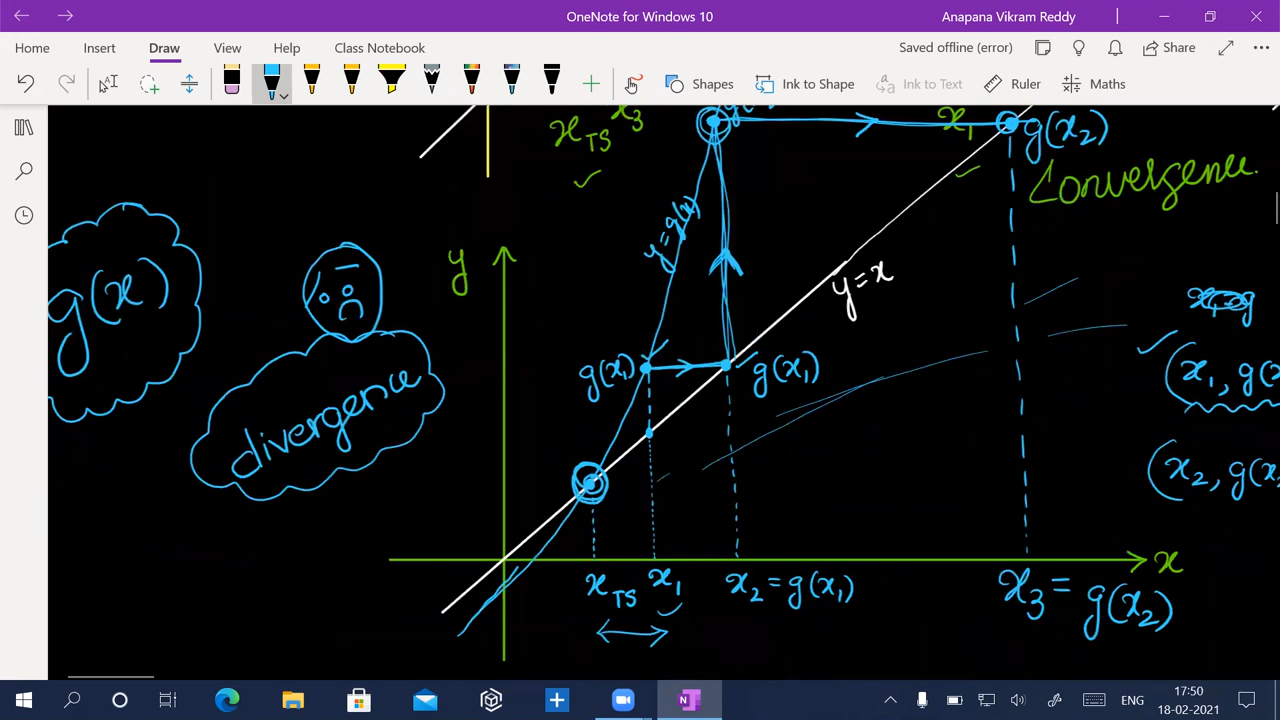 OneNote for Windows 10
Anapana Vikram Reddy
Home Insert Draw View Help Class Notebook
Saved offline (error) Share
Shapes Ink to Shape Ink to Text Ruler Maths
x_TS x_3
x_1
g(x_2)
Convergence.
g(x)
divergence
y
y=g(x)
y=x
g(x_1)
g(x_1)
(x_1, g(x
(x_2, g(x
x
x_TS x_1 x_2 = g(x_1) x_3 = g(x_2)
ENG
17:50
18-02-2021